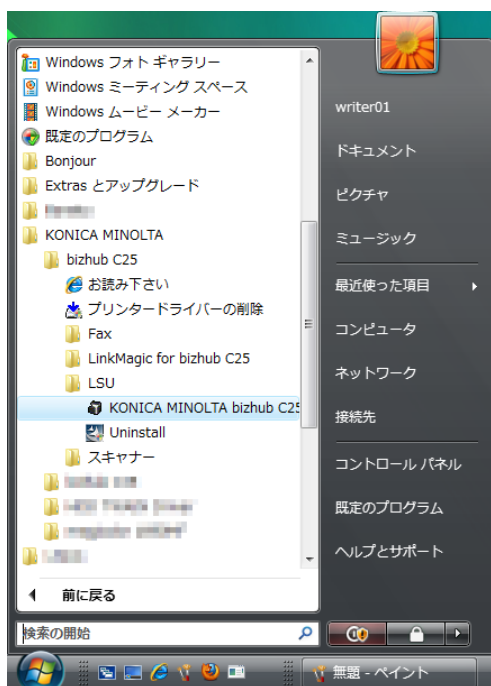 Windows フォト ギャラリー
Windows ミーティング スペース
Windows ムービー メーカー
既定のプログラム
Bonjour
Extras とアップグレード
KONICA MINOLTA
bizhub C25
お読み下さい
プリンタードライバーの削除
Fax
LinkMagic for bizhub C25
LSU
KONICA MINOLTA bizhub C25
Uninstall
スキャナー
前に戻る
検索の開始
writer01
ドキュメント
ピクチャ
ミュージック
最近使った項目
コンピュータ
ネットワーク
接続先
コントロール パネル
既定のプログラム
ヘルプとサポート
無題 - ペイント